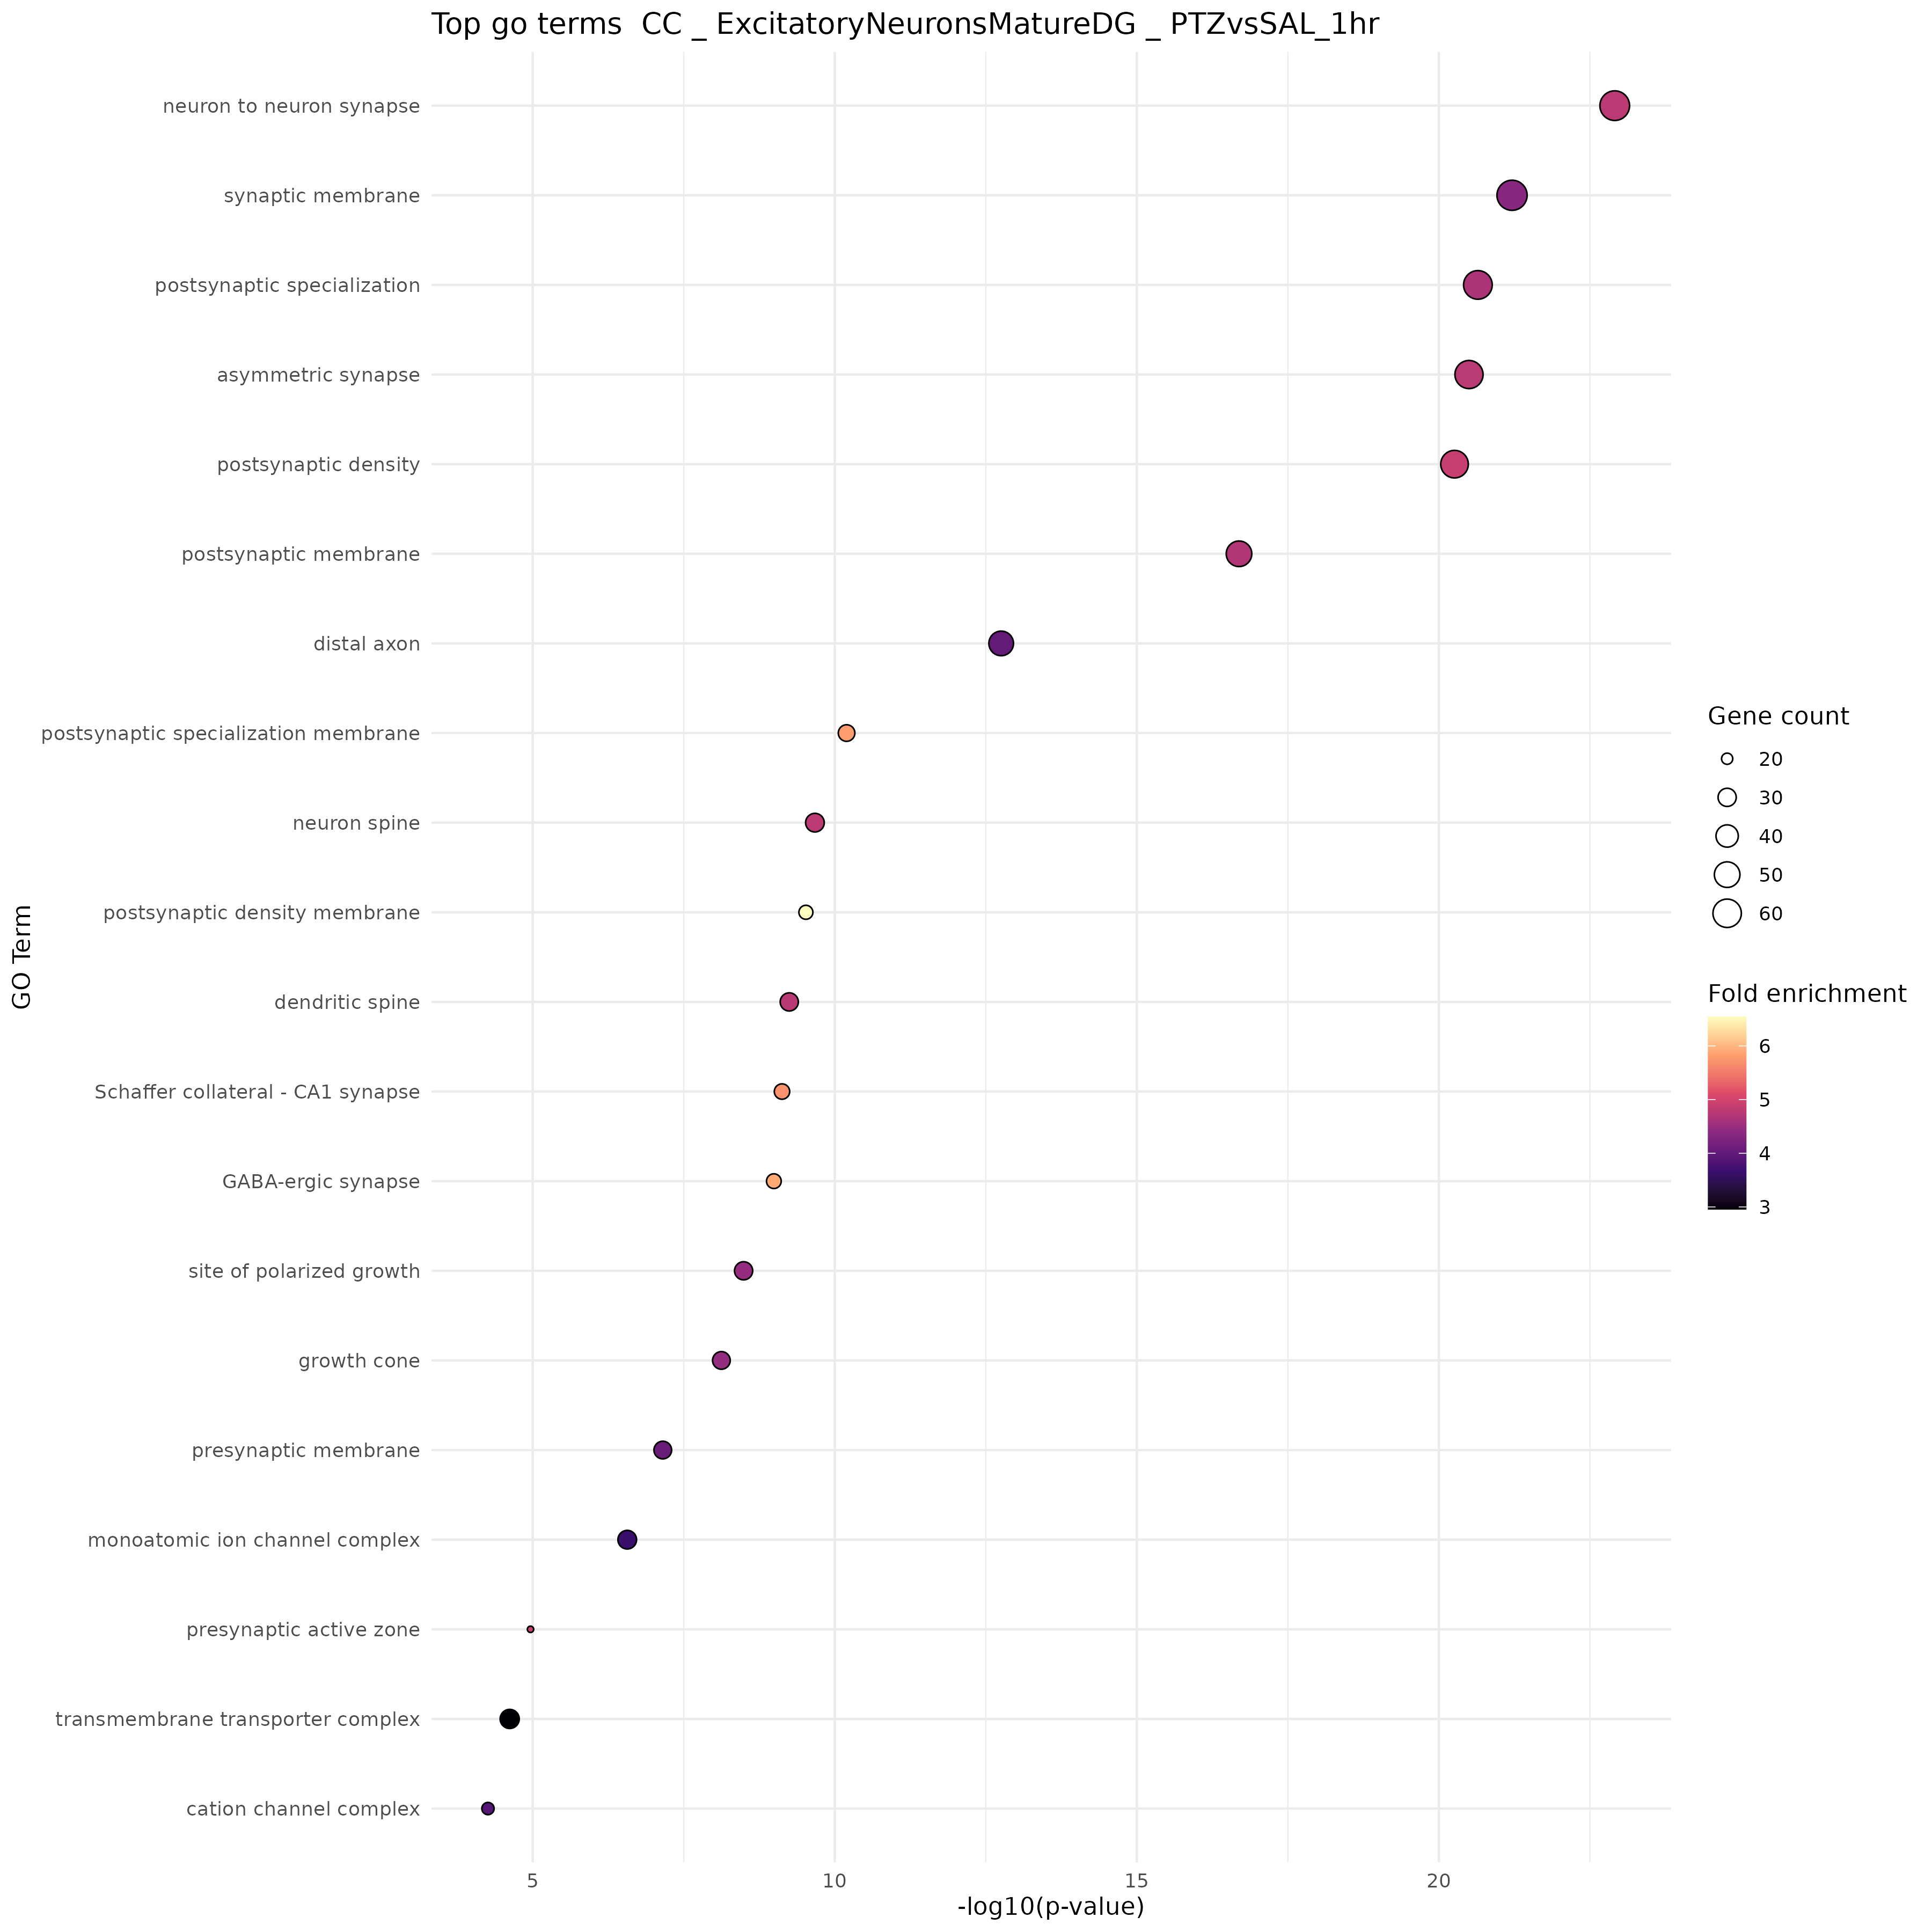 Top go terms  CC _ ExcitatoryNeuronsMatureDG _ PTZvsSAL_1hr
neuron to neuron synapse
synaptic membrane
postsynaptic specialization
asymmetric synapse
postsynaptic density
postsynaptic membrane
distal axon
postsynaptic specialization membrane
neuron spine
postsynaptic density membrane
dendritic spine
Schaffer collateral - CA1 synapse
GABA-ergic synapse
site of polarized growth
growth cone
presynaptic membrane
monoatomic ion channel complex
presynaptic active zone
transmembrane transporter complex
cation channel complex
GO Term
5
10
15
20
-log10(p-value)
Gene count
20
30
40
50
60
Fold enrichment
6
5
4
3